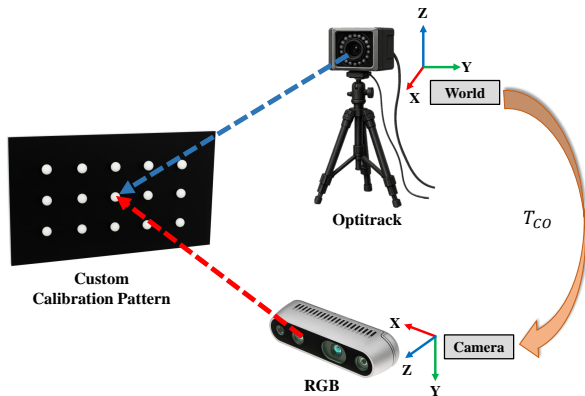 Z
Y
X
World
Optitrack
T_CO
Custom
Calibration Pattern
X
Camera
Z
Y
RGB